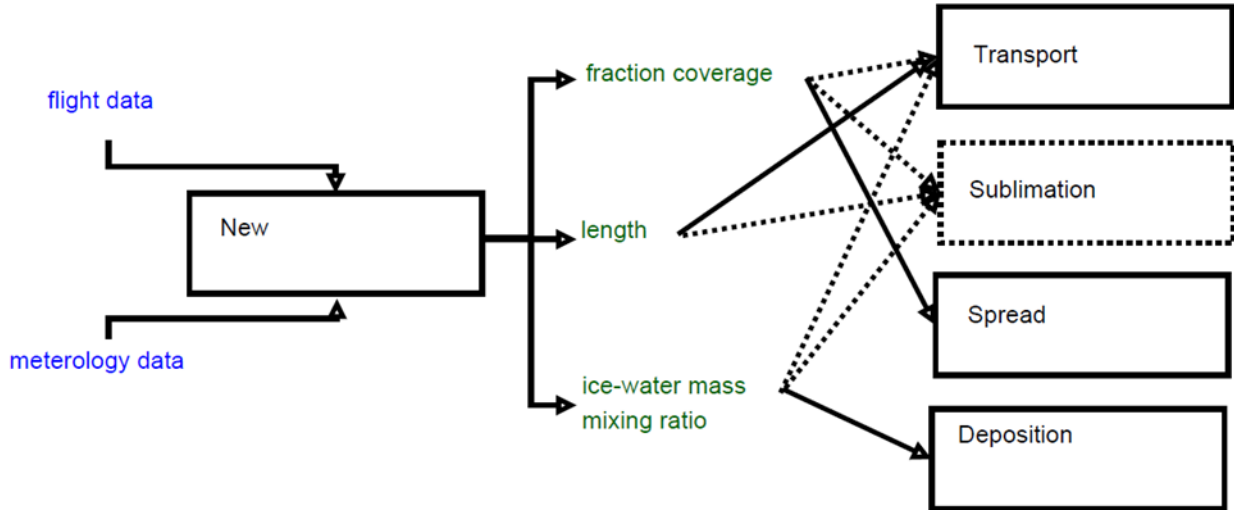 flight data
New
meterology data
fraction coverage
length
ice-water mass
mixing ratio
Transport
Sublimation
Spread
Deposition